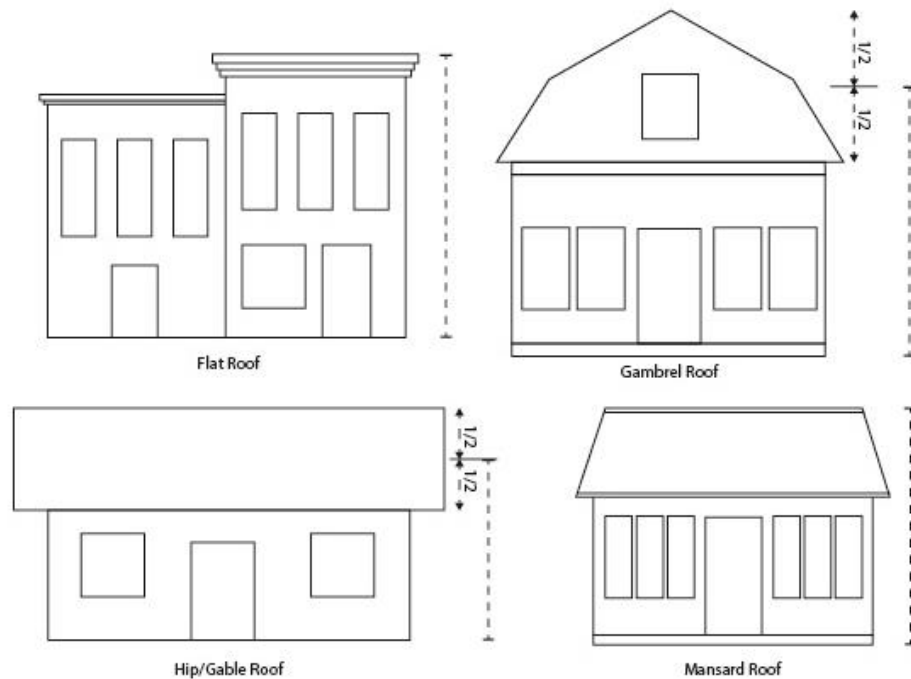 1/2
1/2
Flat Roof
Gambrel Roof
1/2
1/2
Hip/Gable Roof
Mansard Roof